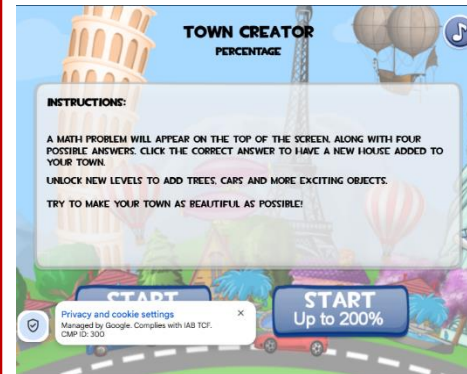 TOWN CREATOR
PERCENTAGE
INSTRUCTIONS:
A MATH PROBLEM WILL APPEAR ON THE TOP OF THE SCREEN, ALONG WITH FOUR
POSSIBLE ANSWERS. CLICK THE CORRECT ANSWER TO HAVE A NEW HOUSE ADDED TO
YOUR TOWN.
UNLOCK NEW LEVELS TO ADD TREES, CARS AND MORE EXCITING OBJECTS.
TRY TO MAKE YOUR TOWN AS BEAUTIFUL AS POSSIBLE!
START
START
Up to 200%
Privacy and cookie settings
Managed by Google. Complies with IAB TCF.
CMP ID: 300